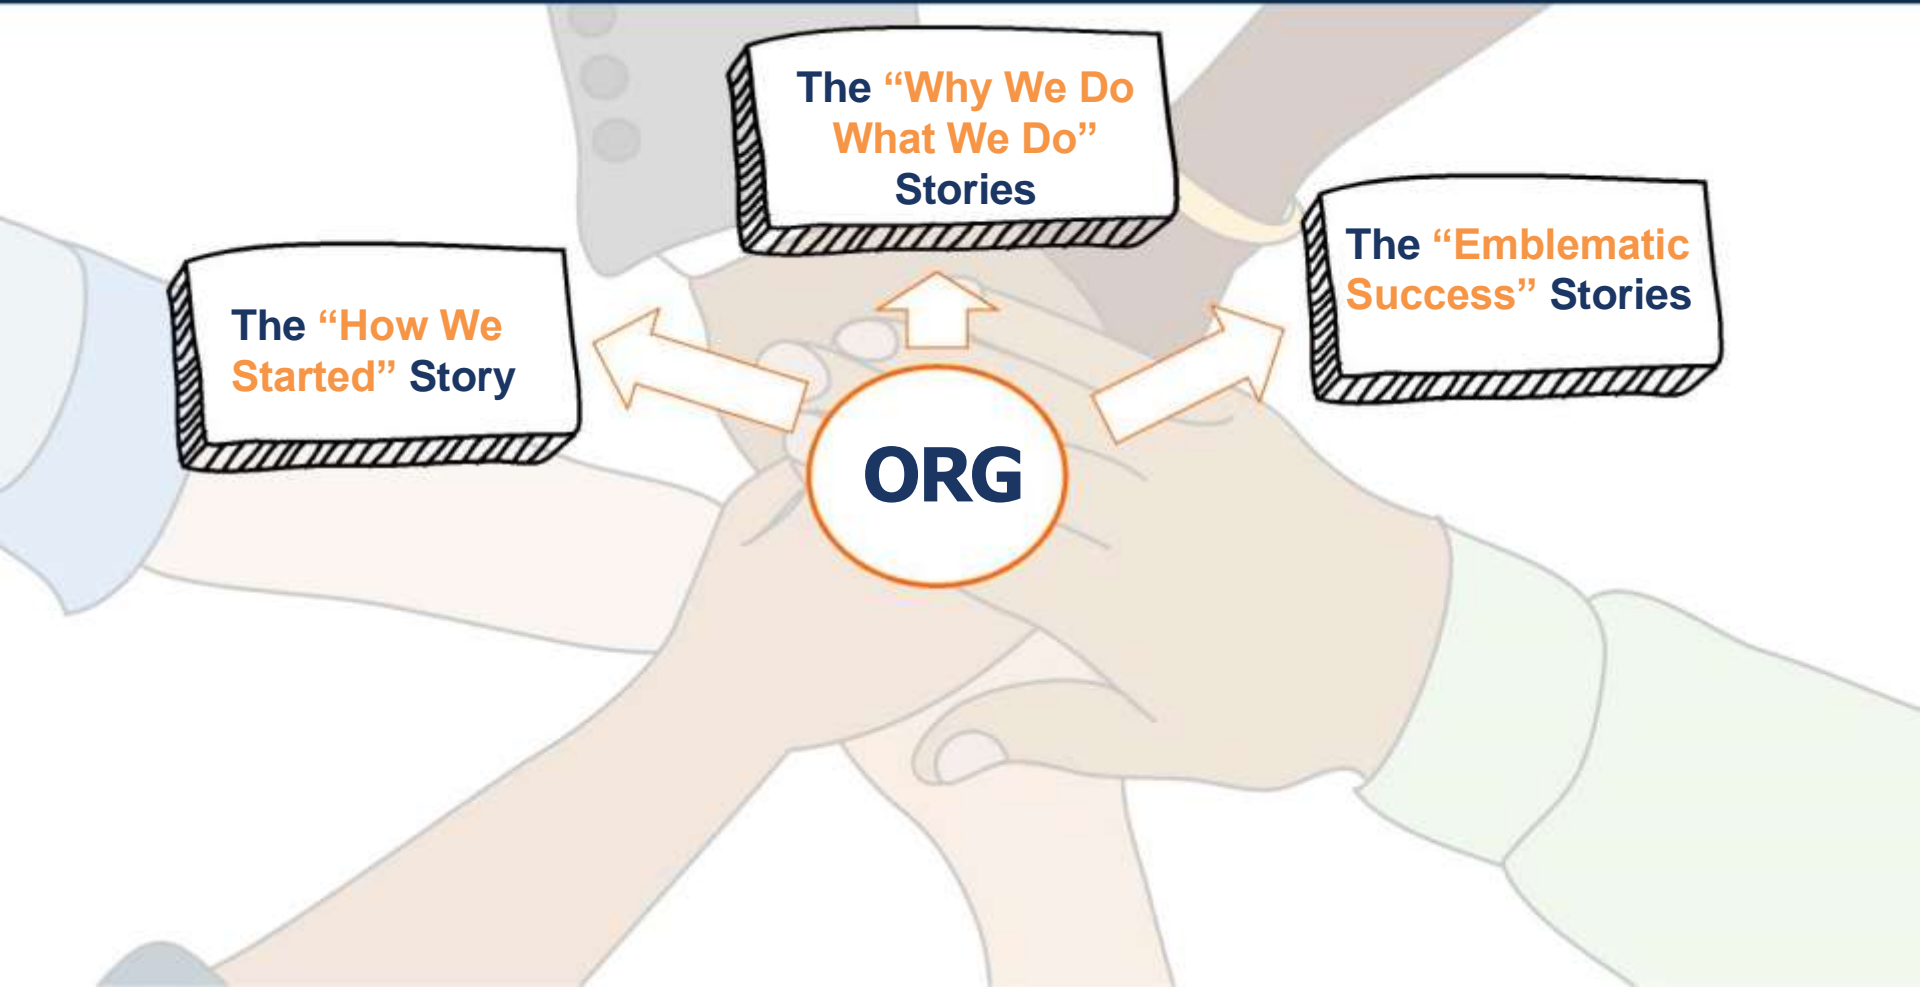 The “How We
Started” Story
The “Why We Do
What We Do”
Stories
The “Emblematic
Success” Stories
ORG